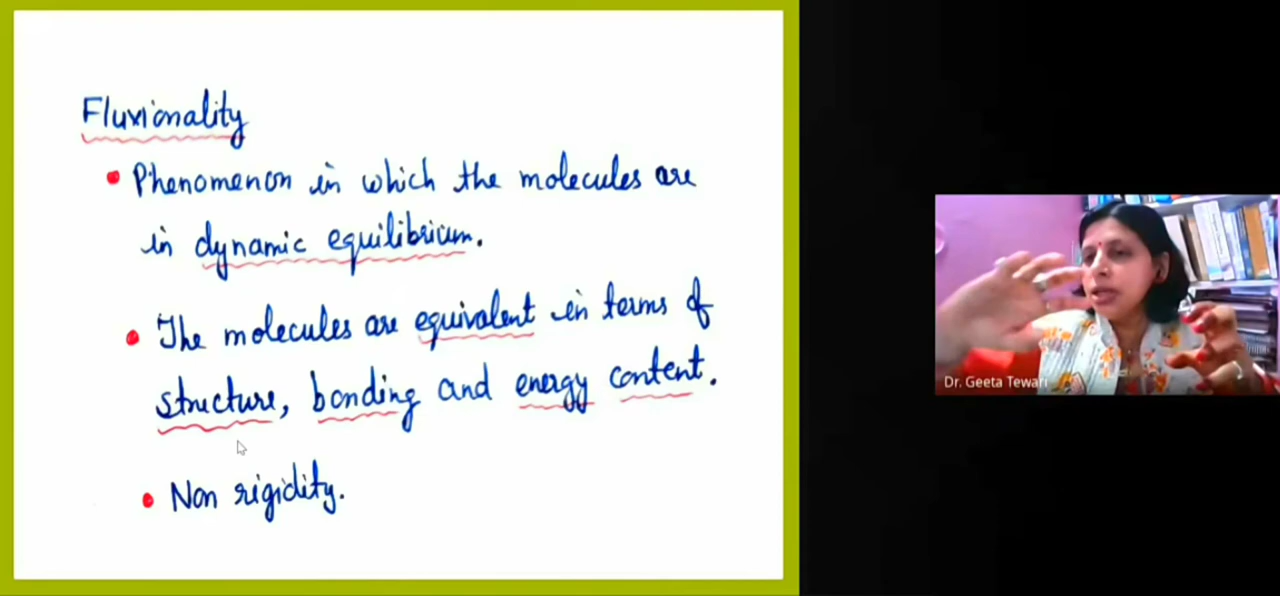 Fluxionality
Phenomenon in which the molecules are
in dynamic equilibrium.
The molecules are equivalent in terms of
structure, bonding and energy content.
Non rigidity.
Dr. Geeta Tewari